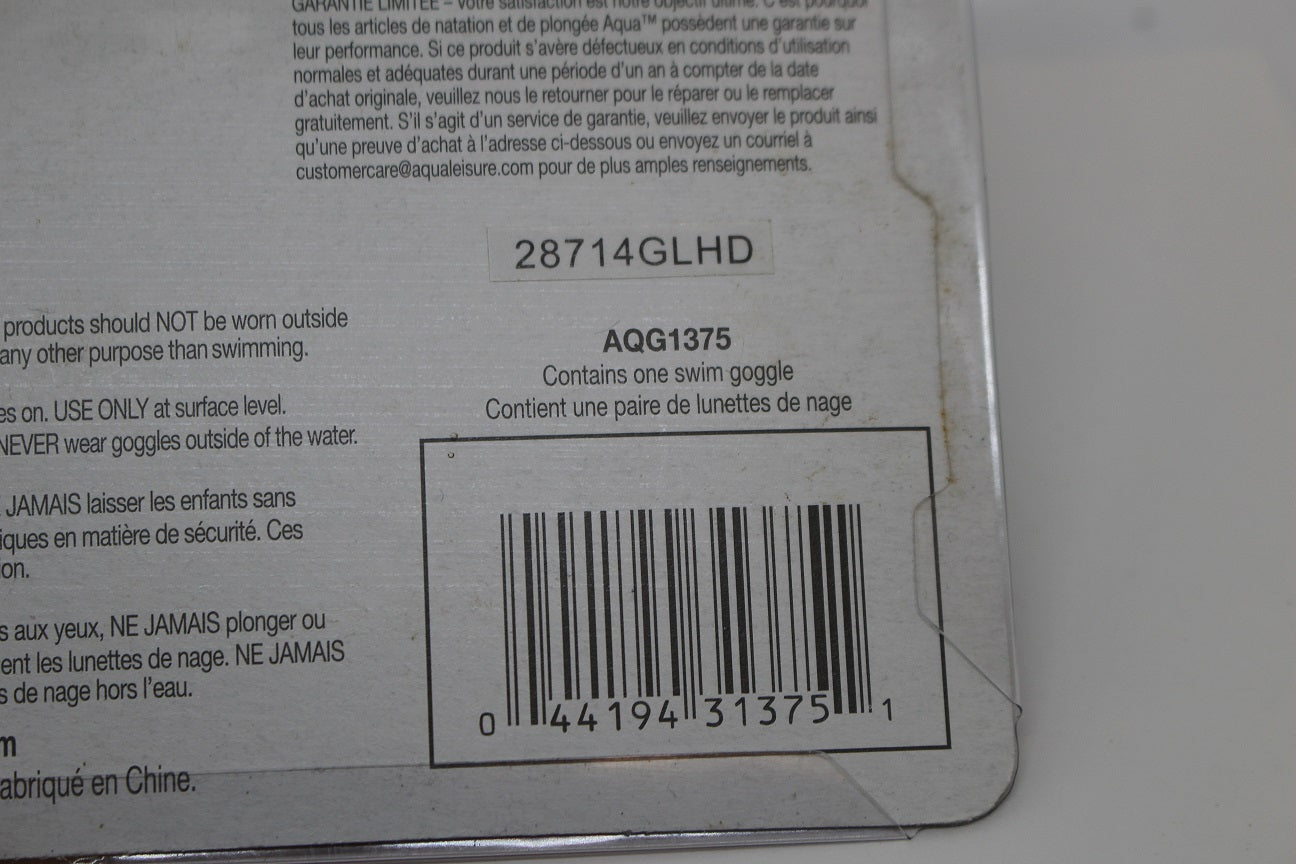 GARANTIE LIMITÉE – Votre satisfaction est notre objectif ultime. C'est pourquoi
tous les articles de natation et de plongée Aqua™ possèdent une garantie sur
leur performance. Si ce produit s'avère défectueux en conditions d'utilisation
normales et adéquates durant une période d'un an à compter de la date
d'achat originale, veuillez nous le retourner pour le réparer ou le remplacer
gratuitement. S'il s'agit d'un service de garantie, veuillez envoyer le produit ainsi
qu'une preuve d'achat à l'adresse ci-dessous ou envoyez un courriel à
customercare@aqualeisure.com pour de plus amples renseignements.
28714GLHD
products should NOT be worn outside
any other purpose than swimming.
es on. USE ONLY at surface level.
NEVER wear goggles outside of the water.
JAMAIS laisser les enfants sans
iques en matière de sécurité. Ces
ion.
s aux yeux, NE JAMAIS plonger ou
ent les lunettes de nage. NE JAMAIS
s de nage hors l'eau.
m
abriqué en Chine.
AQG1375
Contains one swim goggle
Contient une paire de lunettes de nage
0 44194 31375 1